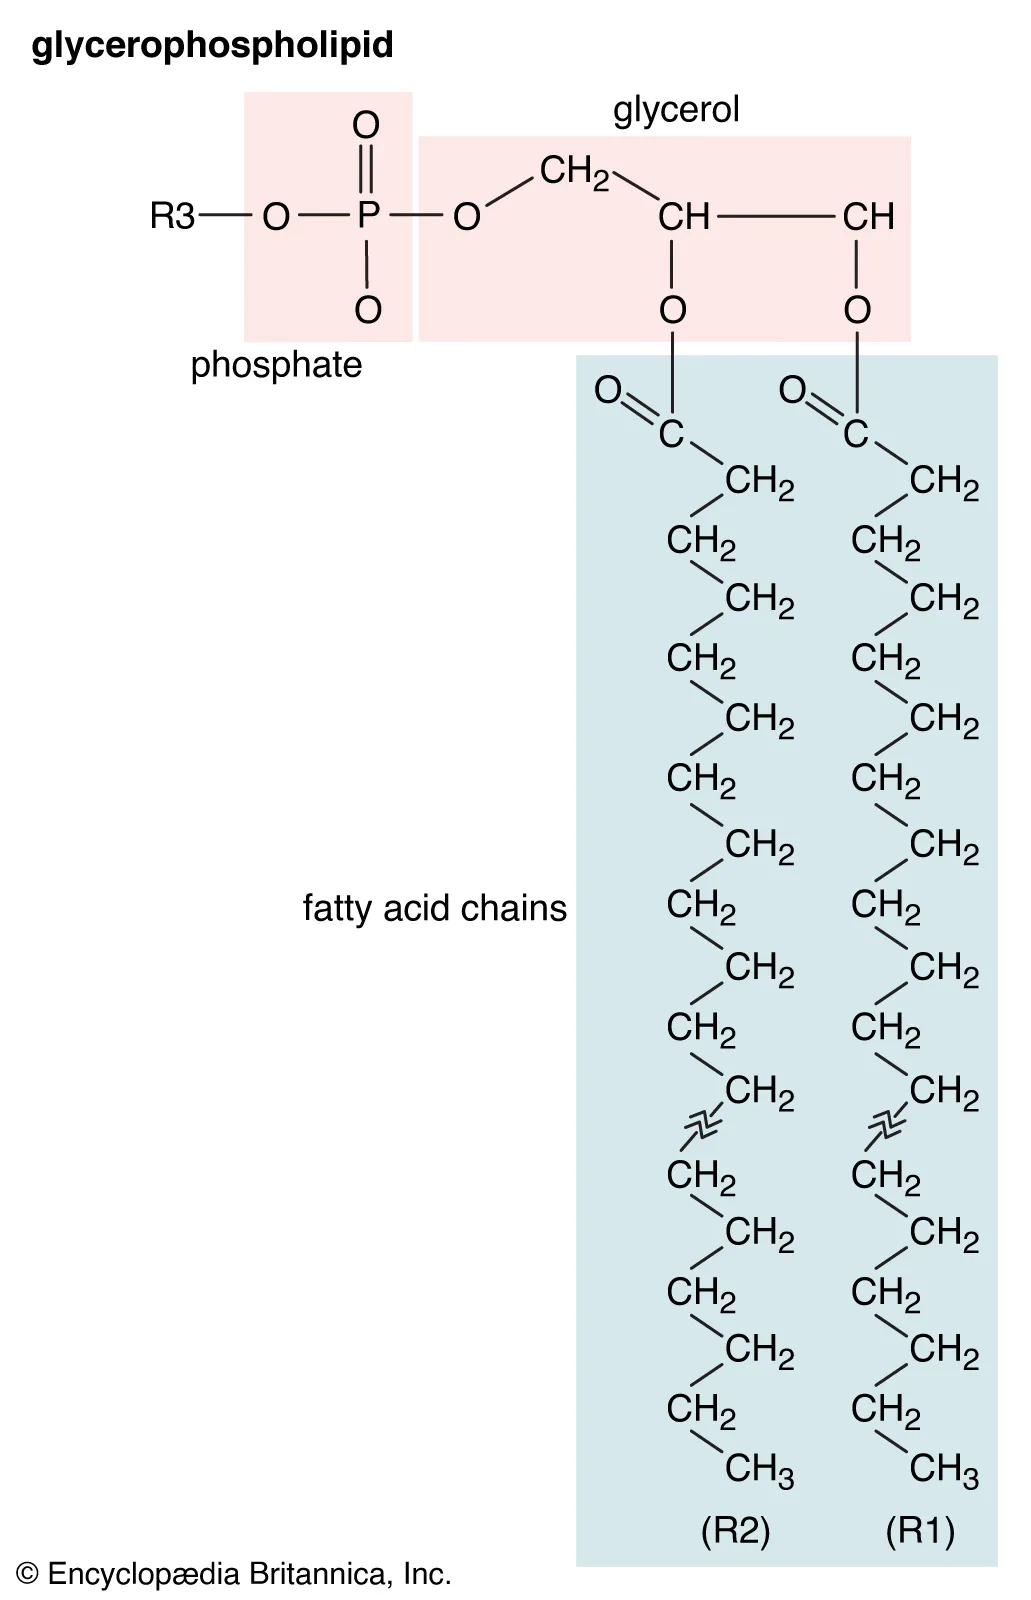 glycerophospholipid
glycerol
O
CH2
R3 O P O CH CH
O O O
phosphate
O O
C C
CH2 CH2
CH2 CH2
CH2 CH2
CH2 CH2
CH2 CH2
CH2 CH2
CH2 CH2
fatty acid chains CH2 CH2
CH2 CH2
CH2 CH2
CH2 CH2
CH2 CH2
CH2 CH2
CH2 CH2
CH2 CH2
CH2 CH2
CH3 CH3
(R2) (R1)
© Encyclopædia Britannica, Inc.